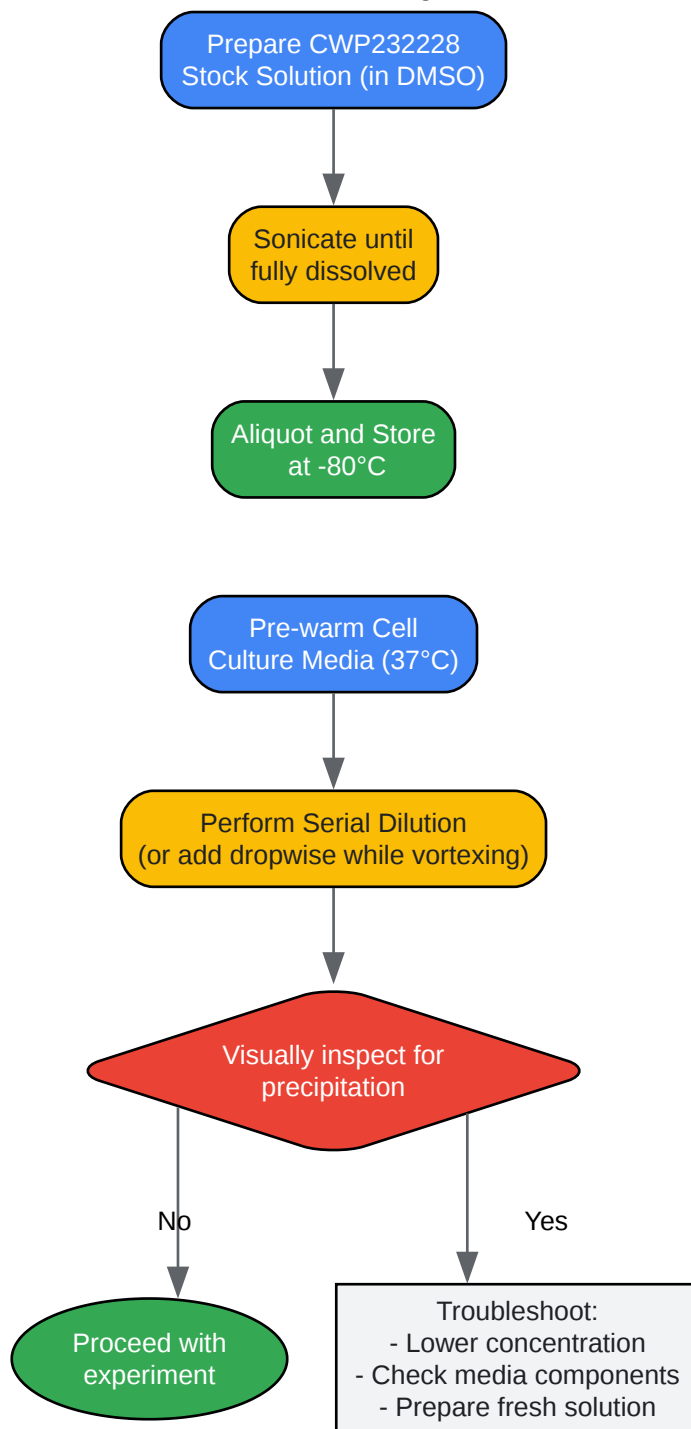 Prepare CWP232228
Stock Solution (in DMSO)
Sonicate until
fully dissolved
Aliquot and Store
at -80°C
Pre-warm Cell
Culture Media (37°C)
Perform Serial Dilution
(or add dropwise while vortexing)
Visually inspect for
precipitation
No
Yes
Proceed with
experiment
Troubleshoot:
- Lower concentration
- Check media components
- Prepare fresh solution